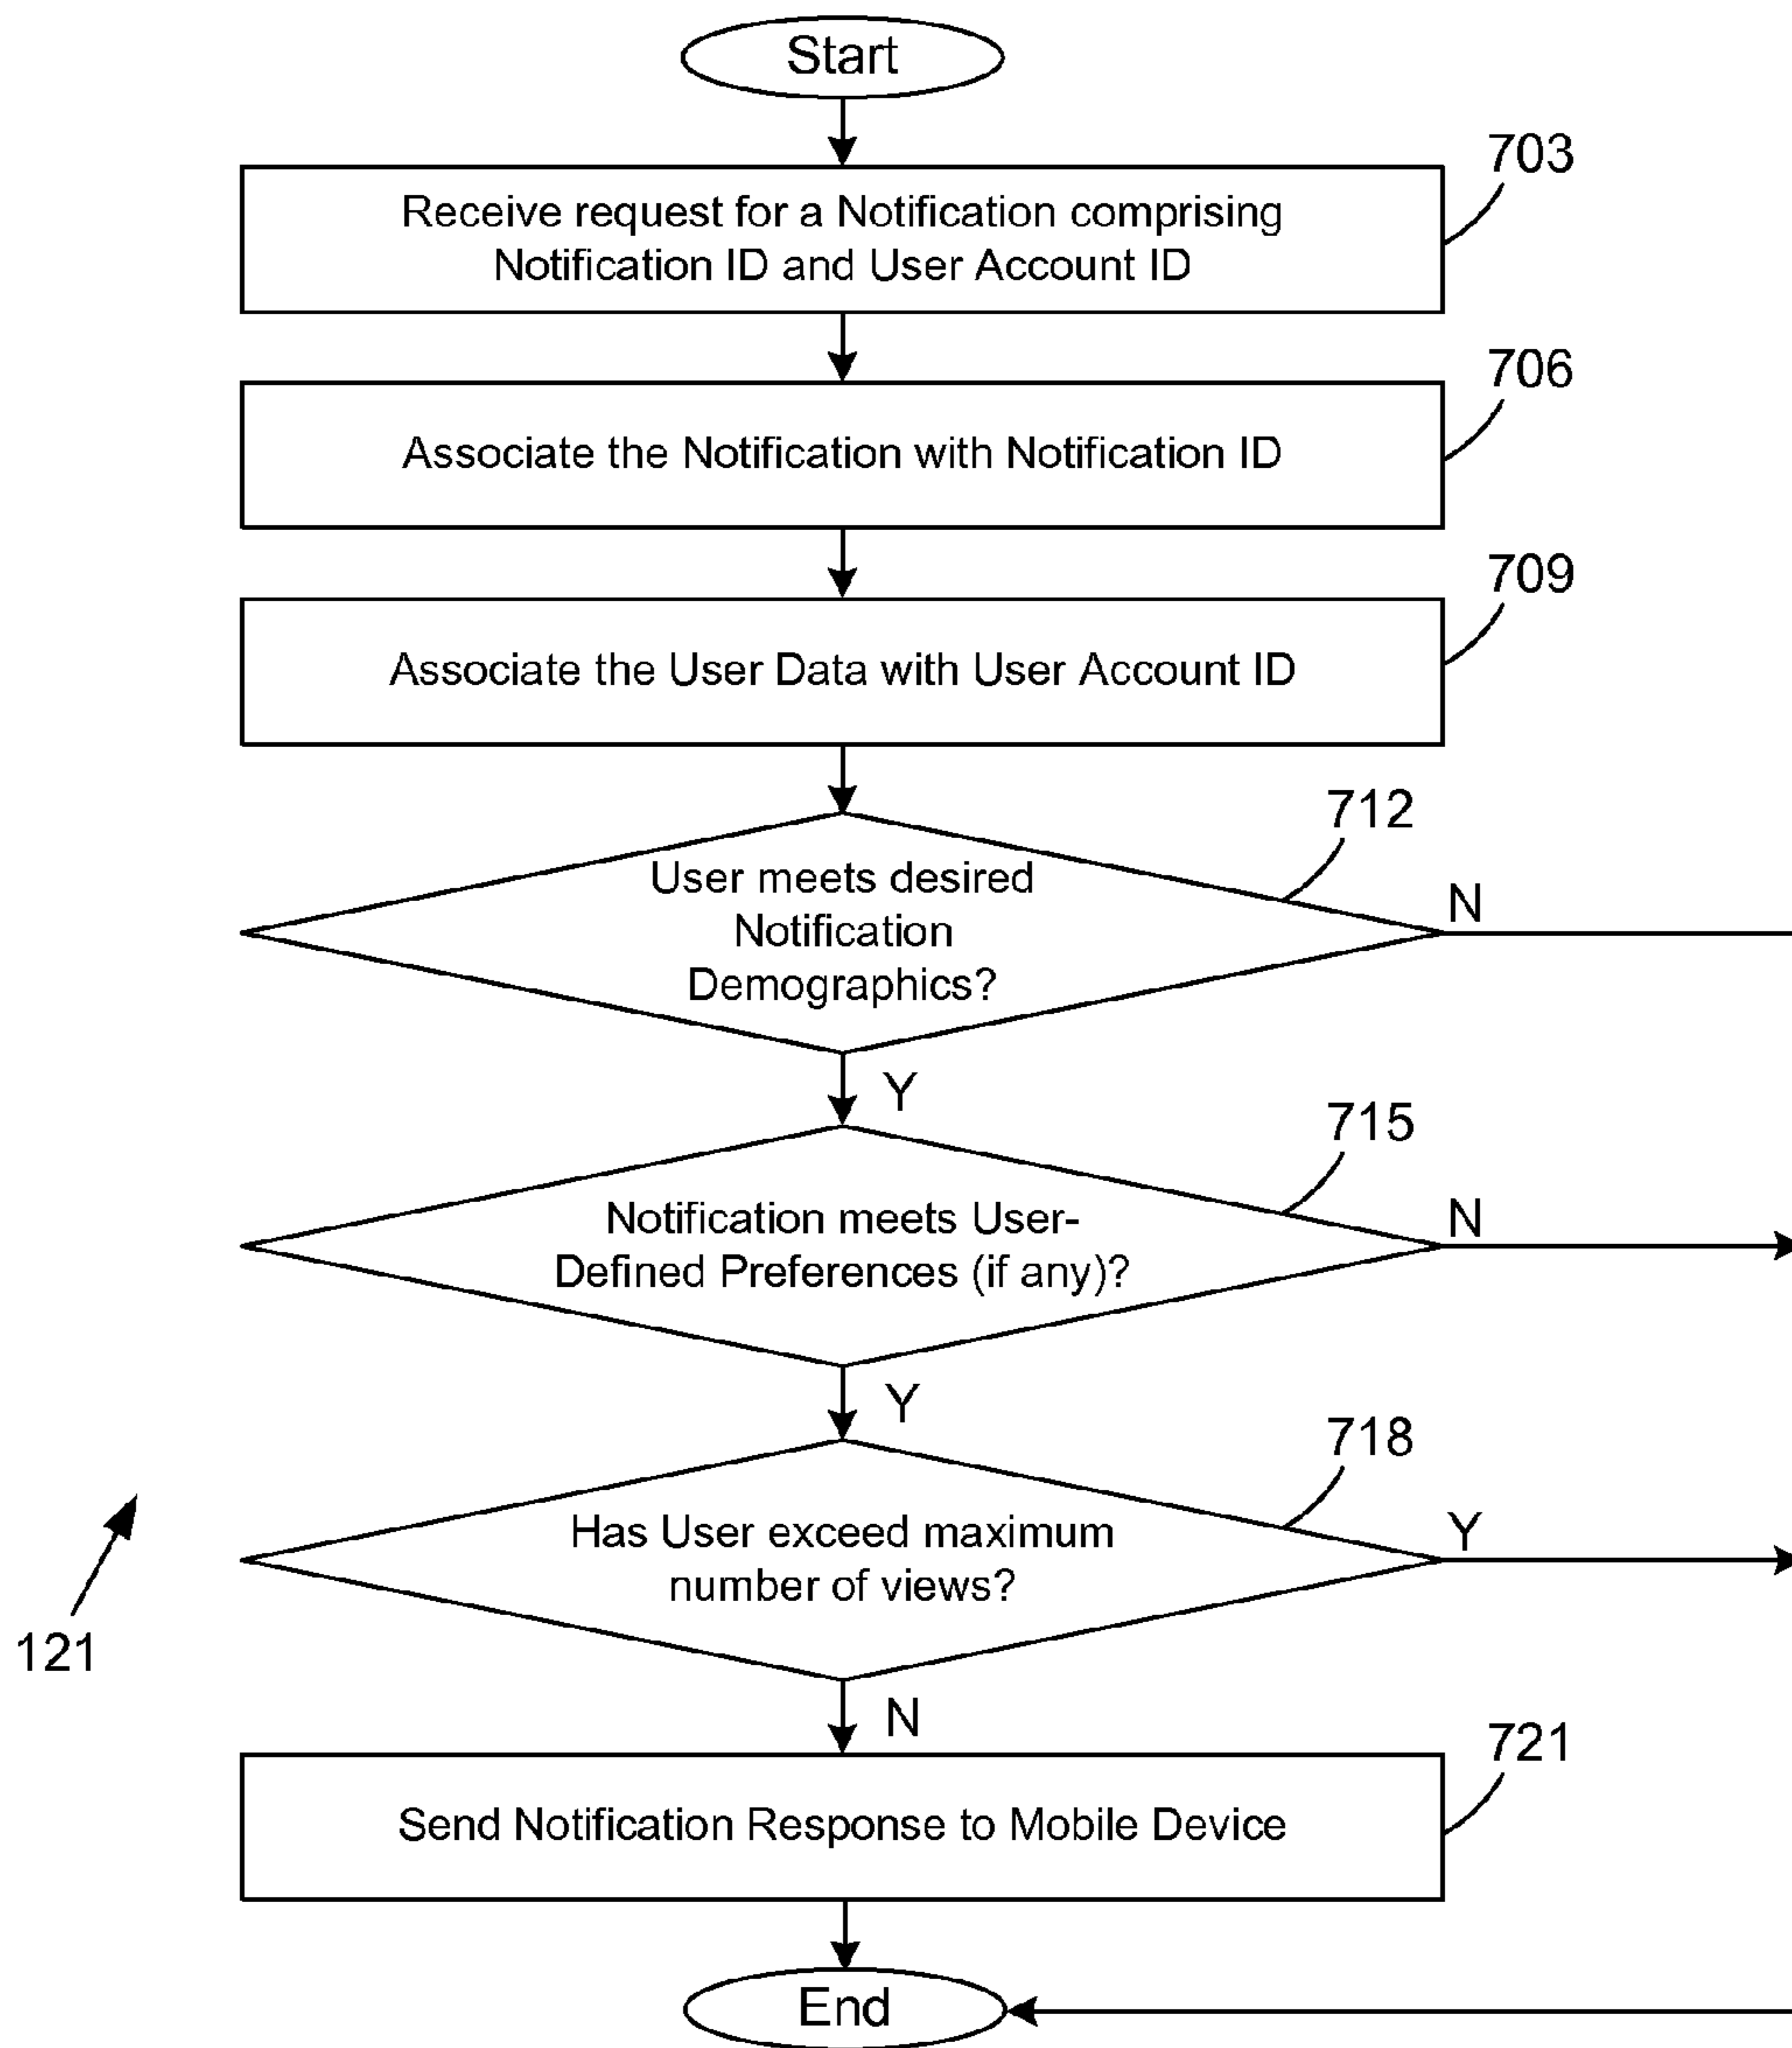 Start
703
Receive request for a Notification comprising
Notification ID and User Account ID
706
Associate the Notification with Notification ID
709
Associate the User Data with User Account ID
712
User meets desired
Notification
Demographics?
N
Y
715
Notification meets User-
Defined Preferences (if any)?
N
Y
718
Has User exceed maximum
number of views?
Y
121
N
721
Send Notification Response to Mobile Device
End